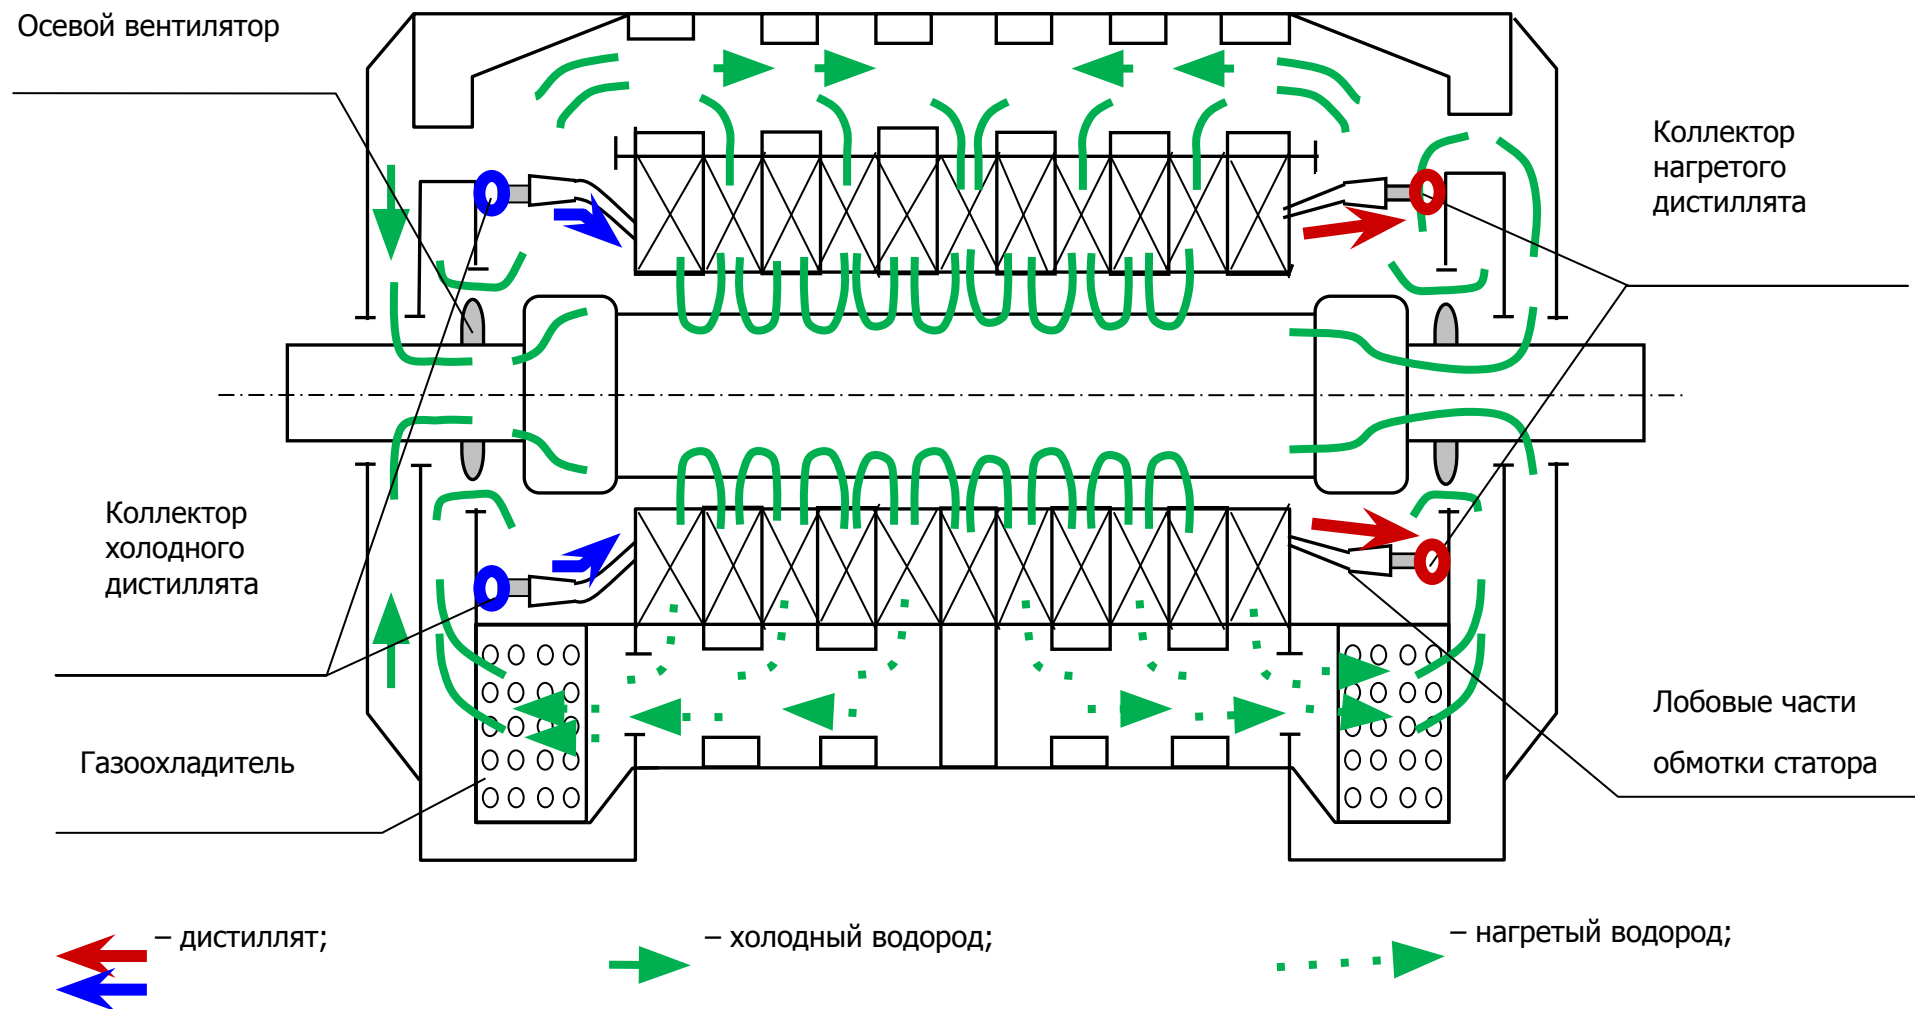 Осевой вентилятор
Коллектор
нагретого
дистиллята
Коллектор
холодного
дистиллята
Газоохладитель
Лобовые части
обмотки статора
– дистиллят;
– холодный водород;
– нагретый водород;